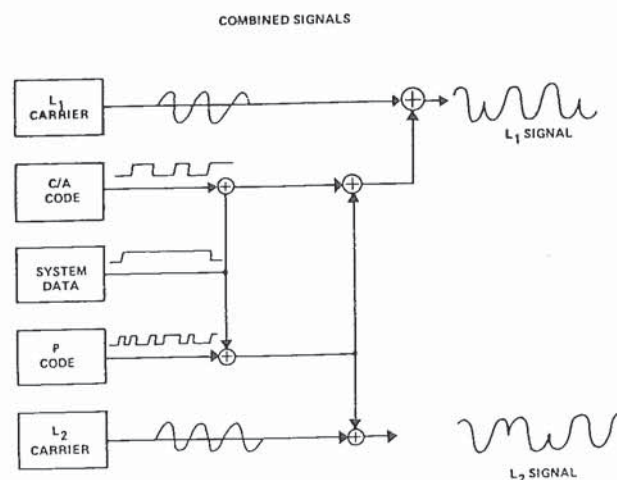 COMBINED SIGNALS
L1
CARRIER
L1 SIGNAL
C/A
CODE
SYSTEM
DATA
P
CODE
L2
CARRIER
L2 SIGNAL